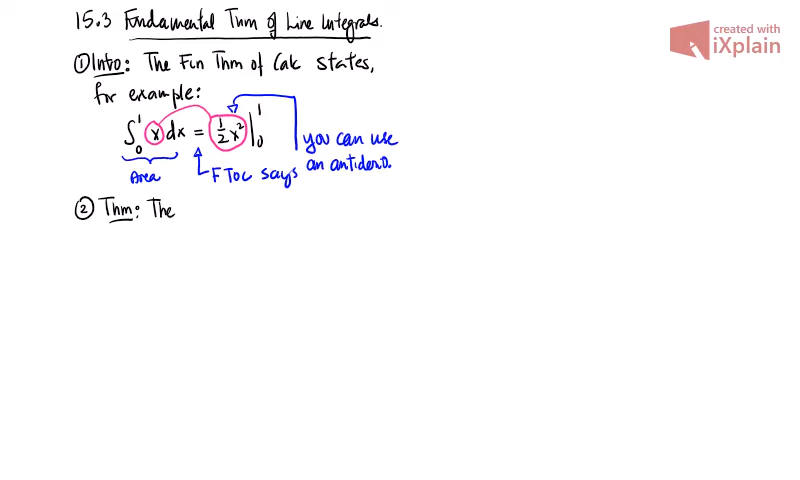 15.3 Fundamental Thm of Line Integrals.
created with
iXplain
① Intro: The Fun Thm of Calc states,
for example:
∫₀¹ x dx = ½x² |₀¹
you can use
an antideriv.
Area
FToC says
② Thm: The